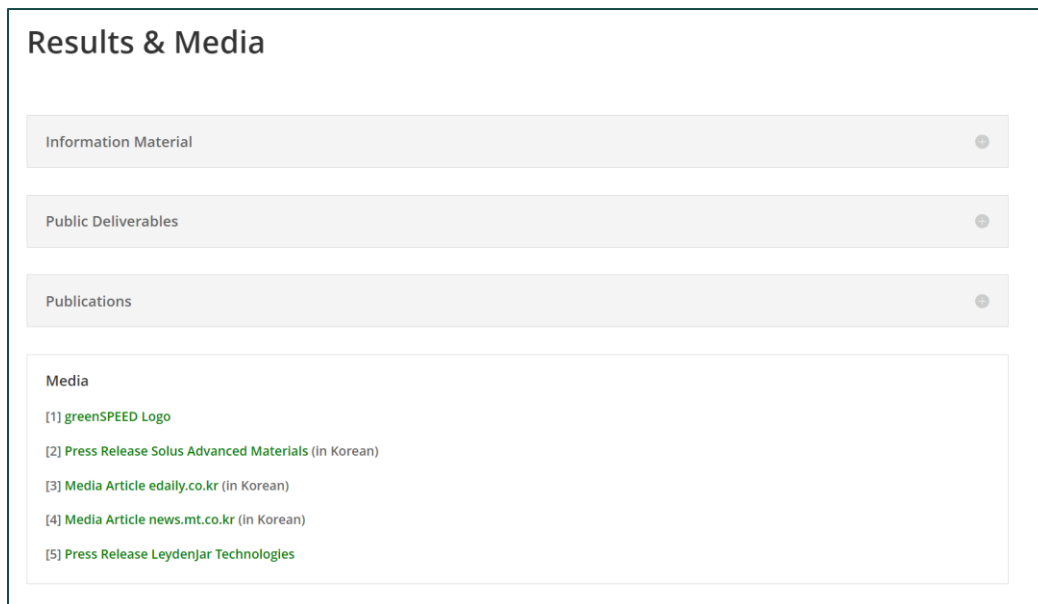 Results & Media
Information Material
Public Deliverables
Publications
Media
[1] greenSPEED Logo
[2] Press Release Solus Advanced Materials (in Korean)
[3] Media Article edaily.co.kr (in Korean)
[4] Media Article news.mt.co.kr (in Korean)
[5] Press Release LeydenJar Technologies